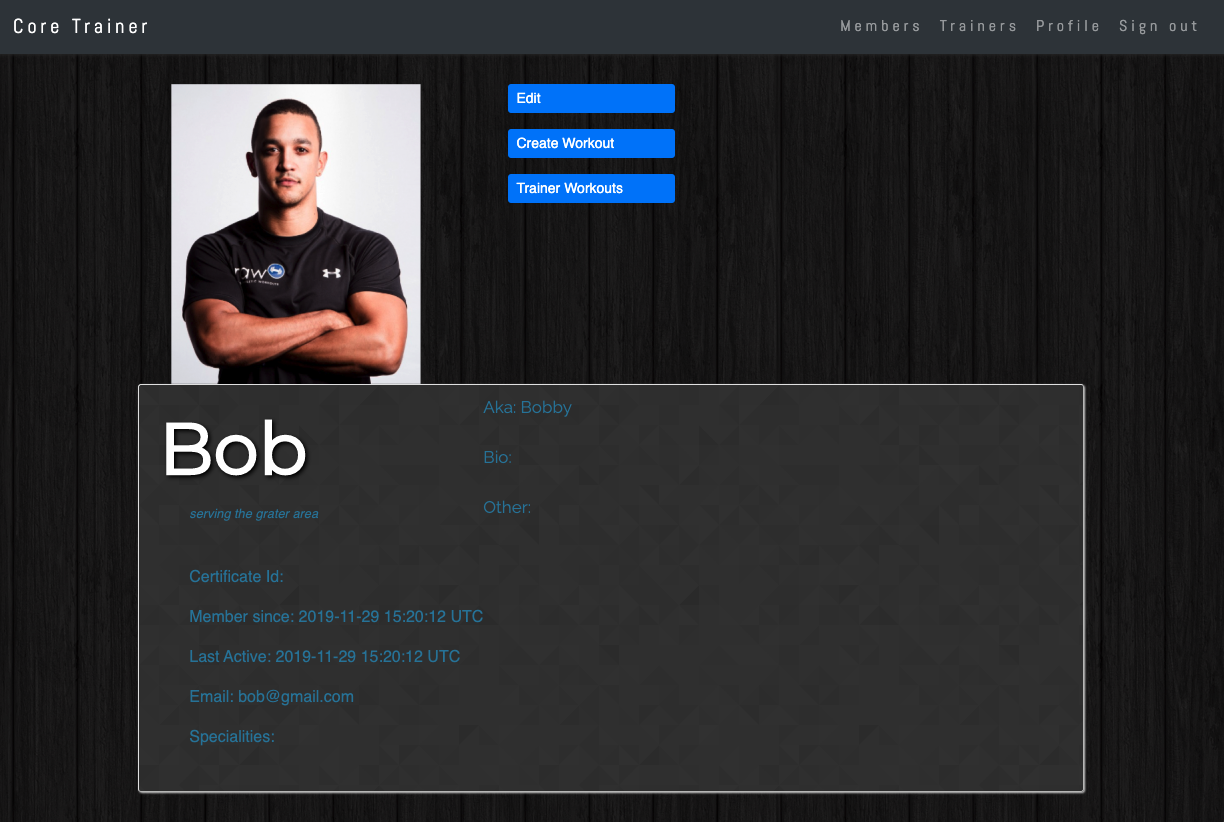 Core Trainer
Members Trainers Profile Sign out
Edit
Create Workout
Trainer Workouts
Bob
serving the grater area
Aka: Bobby
Bio:
Other:
Certificate Id:
Member since: 2019-11-29 15:20:12 UTC
Last Active: 2019-11-29 15:20:12 UTC
Email: bob@gmail.com
Specialities: